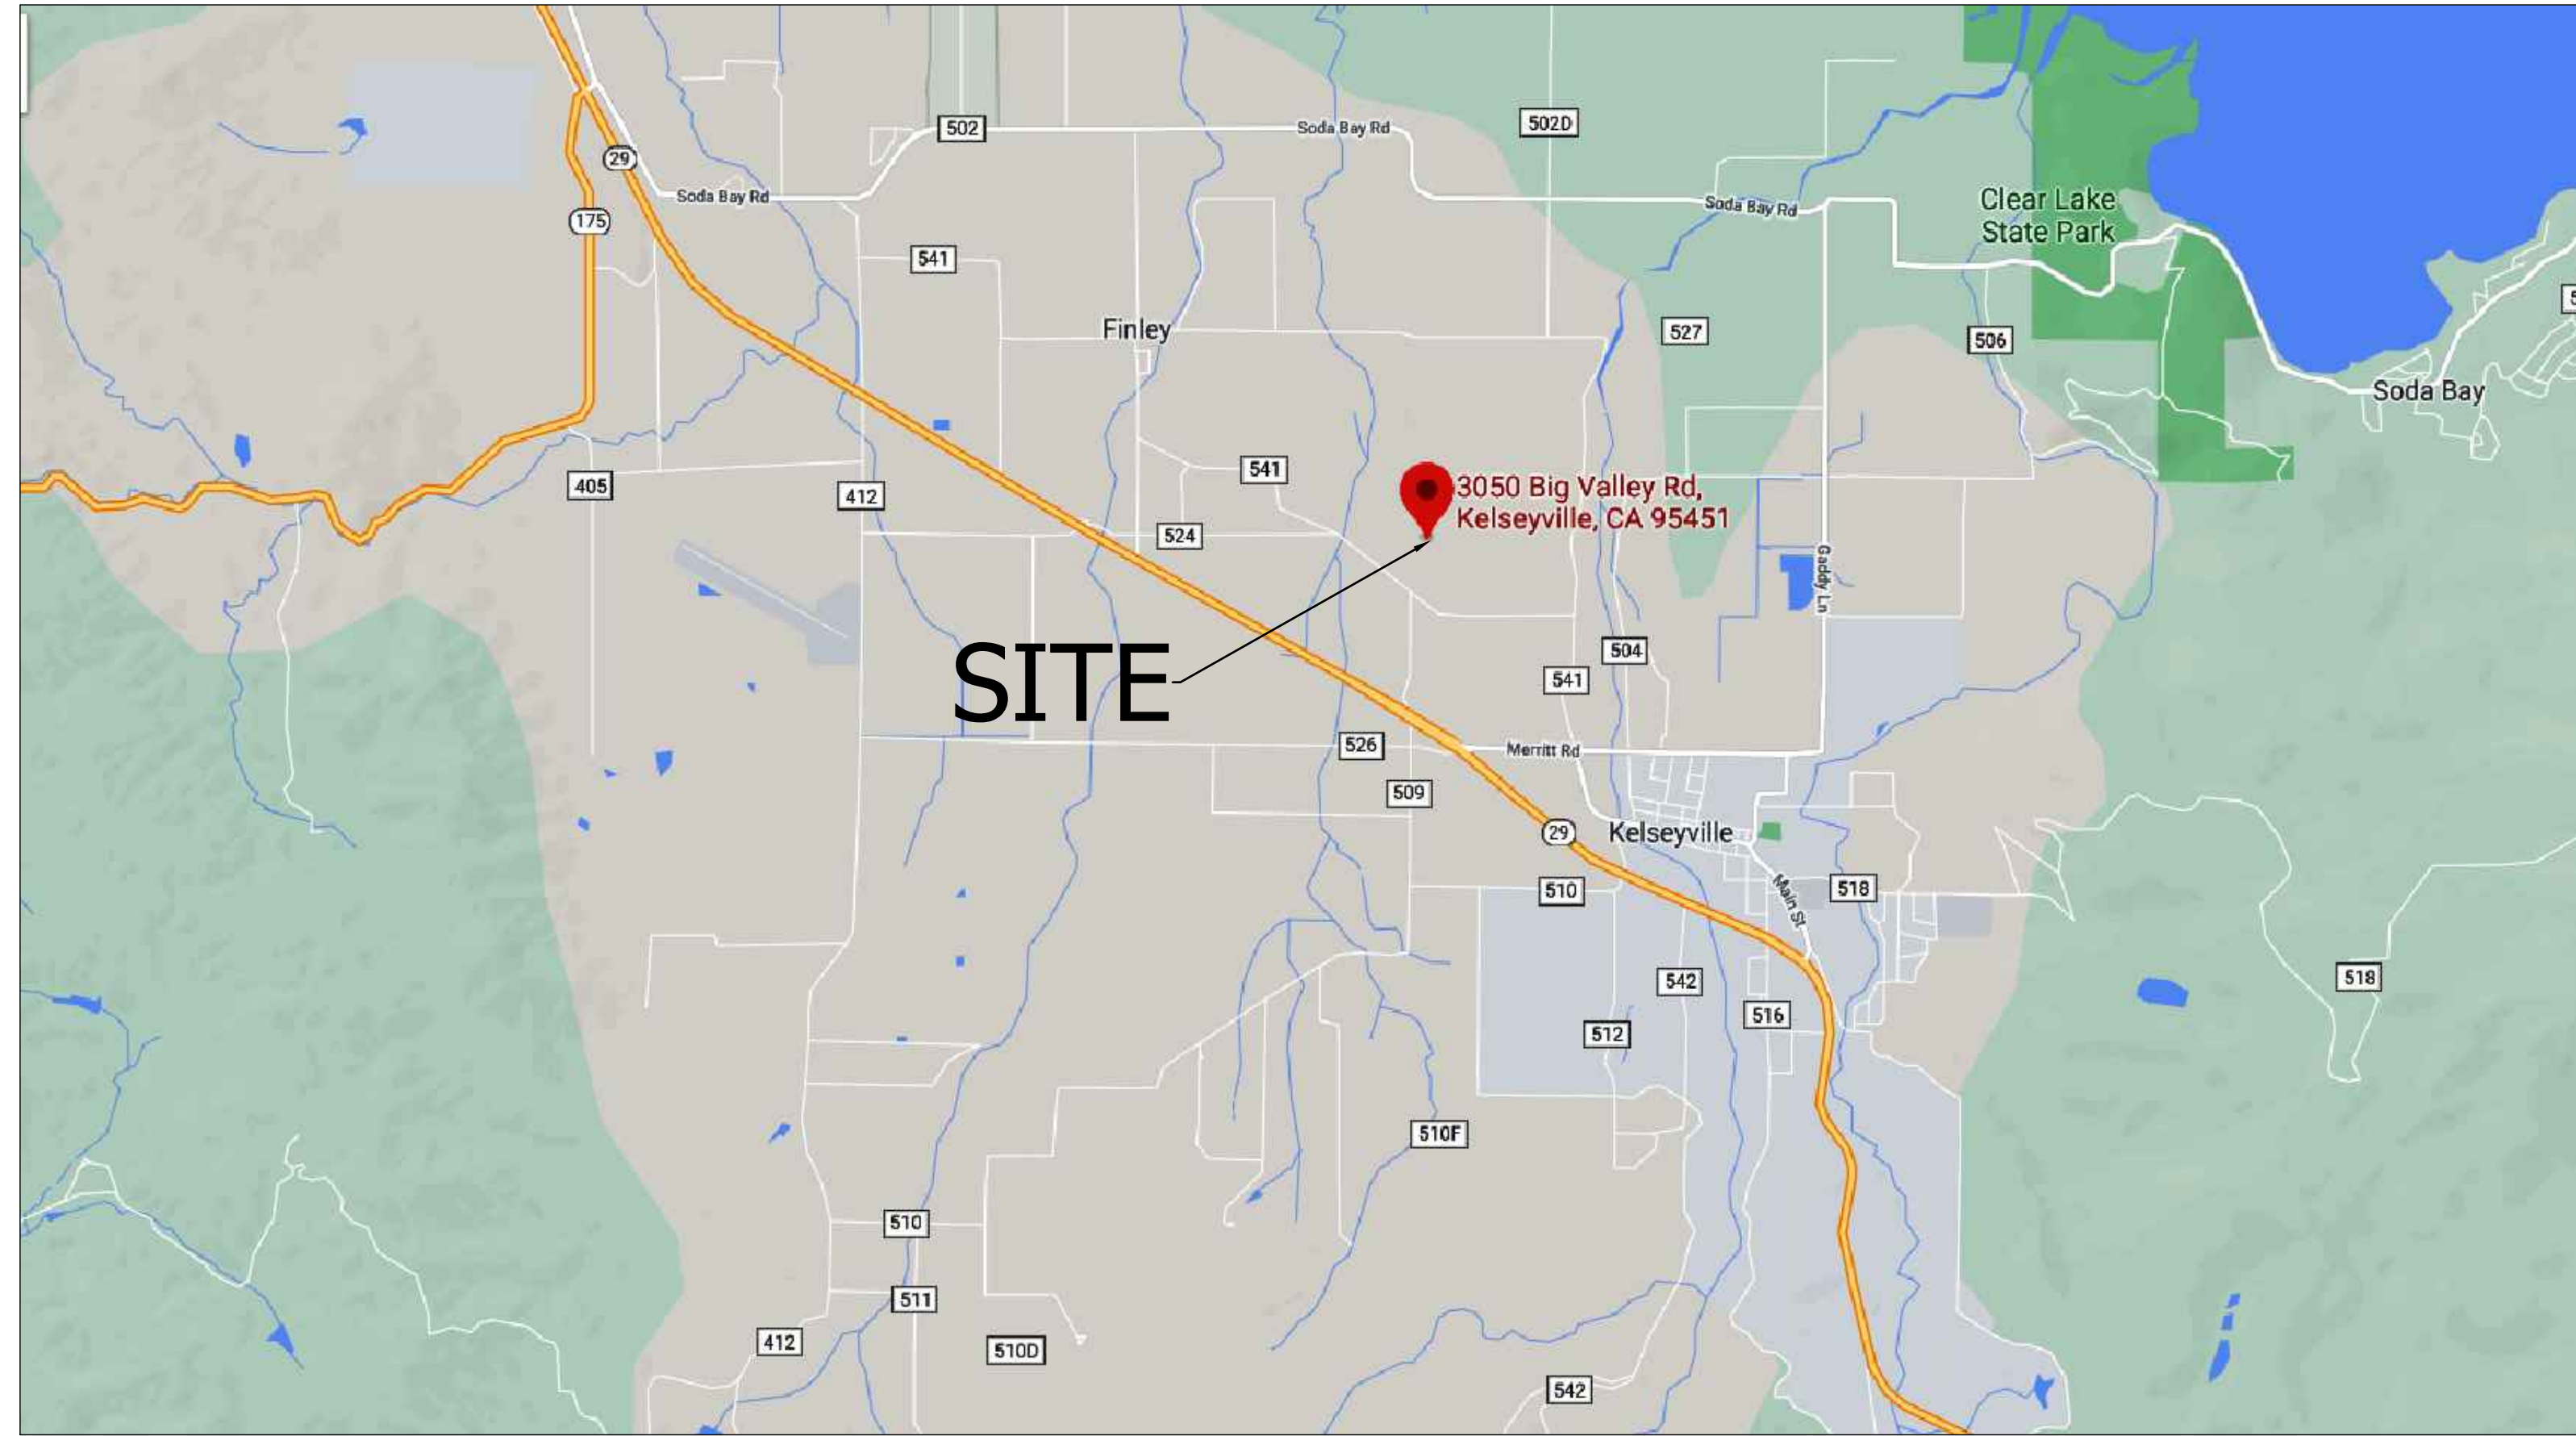 502
Soda Bay Rd
502D
29
Soda Bay Rd
Soda Bay Rd
Clear Lake
State Park
175
541
Finley
527
506
Soda Bay
541
405
412
3050 Big Valley Rd,
Kelseyville, CA 95451
524
Gaddy Ln
SITE
504
541
526
Merritt Rd
509
29
Kelseyville
510
Main St
518
542
518
516
512
510F
510
511
412
510D
542